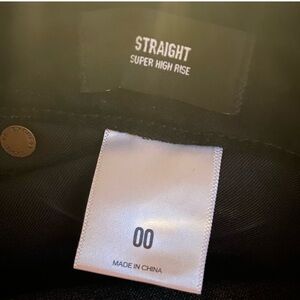 STRAIGHT
SUPER HIGH RISE
00
MADE IN CHINA